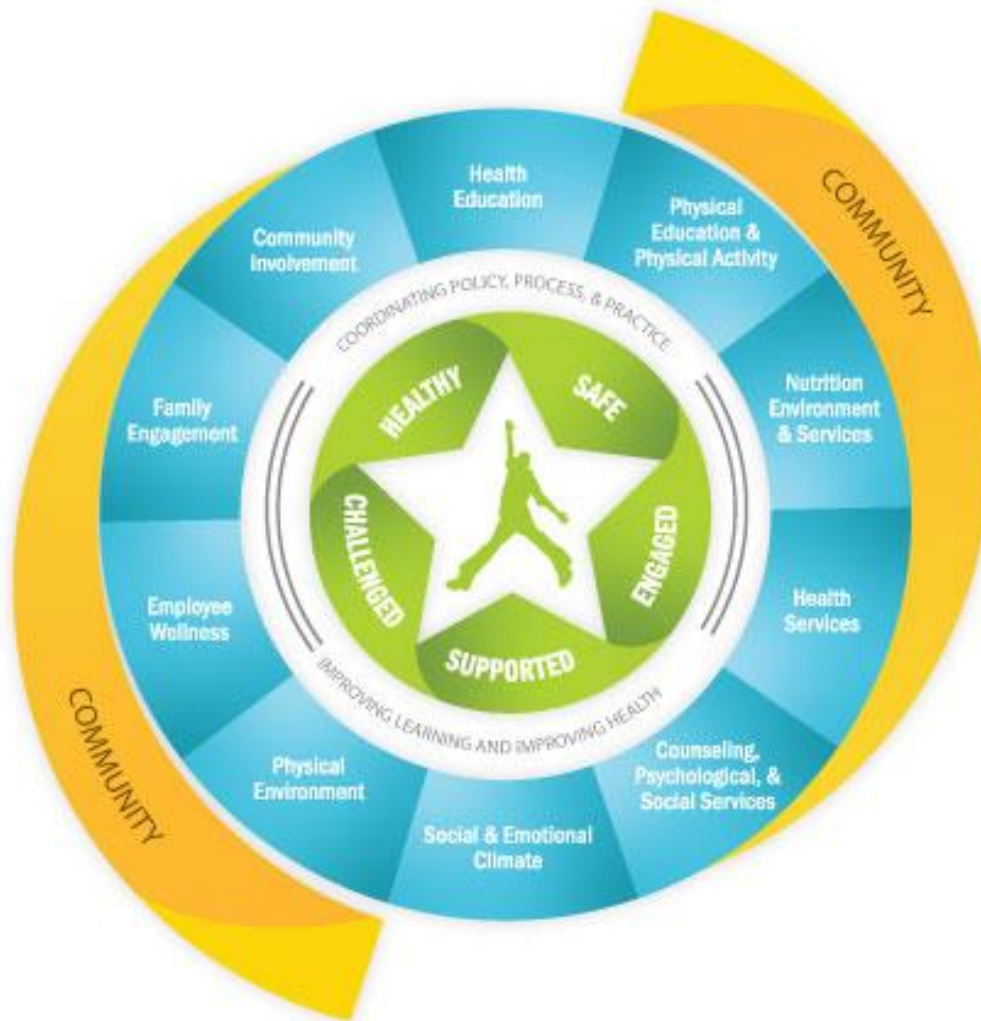 COMMUNITY
Health
Education
Physical
Education &
Physical Activity
Nutrition
Environment
& Services
Health
Services
Counseling,
Psychological, &
Social Services
Social & Emotional
Climate
Physical
Environment
Employee
Wellness
Family
Engagement
Community
Involvement
COORDINATING POLICY, PROCESS, & PRACTICE
HEALTHY
SAFE
ENGAGED
SUPPORTED
CHALLENGED
IMPROVING LEARNING AND IMPROVING HEALTH
COMMUNITY